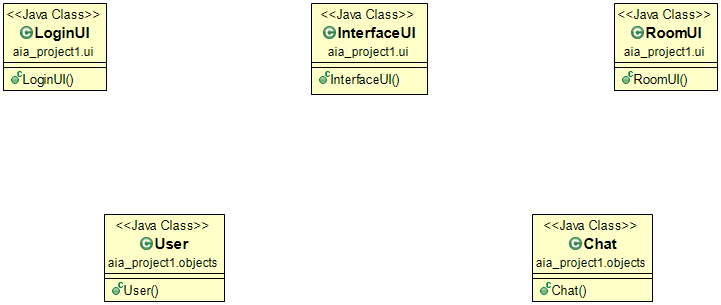 <<Java Class>>
LoginUI
aia_project1.ui
LoginUI()
<<Java Class>>
InterfaceUI
aia_project1.ui
InterfaceUI()
<<Java Class>>
RoomUI
aia_project1.ui
RoomUI()
<<Java Class>>
User
aia_project1.objects
User()
<<Java Class>>
Chat
aia_project1.objects
Chat()